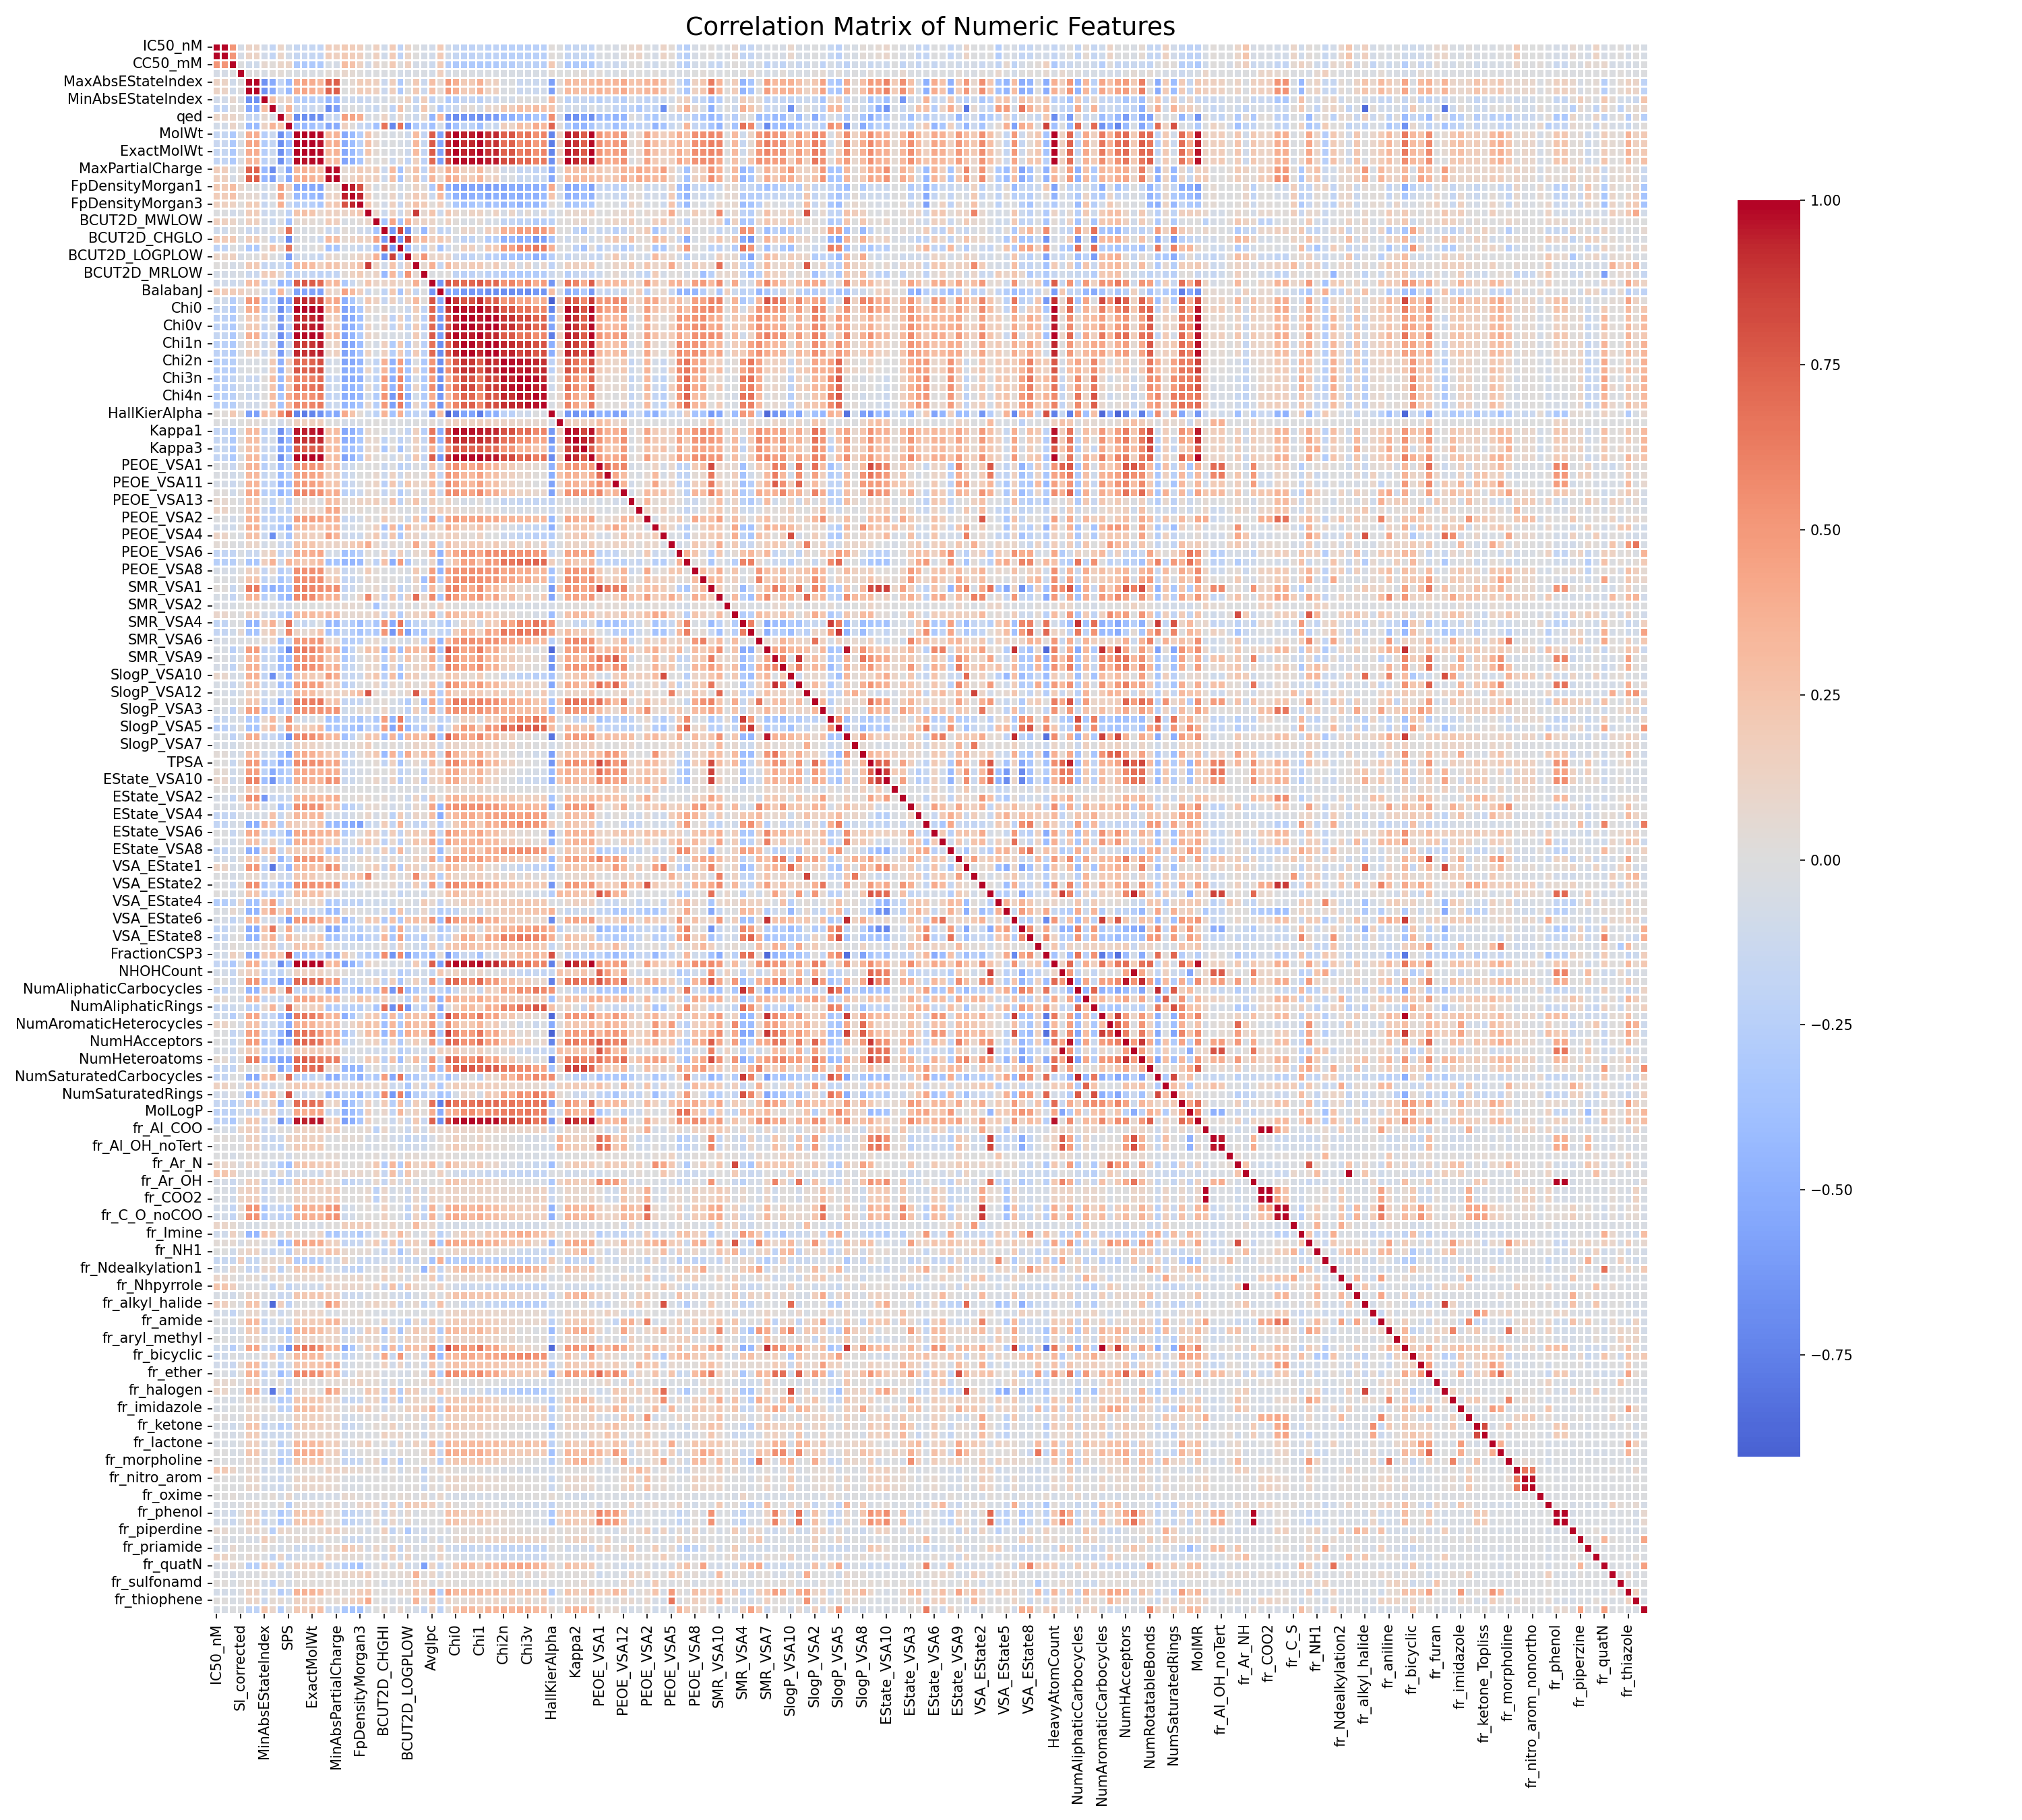 Correlation Matrix of Numeric Features
IC50_nM
CC50_mM
MaxAbsEStateIndex
MinAbsEStateIndex
qed
MolWt
ExactMolWt
MaxPartialCharge
FpDensityMorgan1
FpDensityMorgan3
BCUT2D_MWLOW
BCUT2D_CHGLO
BCUT2D_LOGPLOW
BCUT2D_MRLOW
BalabanJ
Chi0
Chi0v
Chi1n
Chi2n
Chi3n
Chi4n
HallKierAlpha
Kappa1
Kappa3
PEOE_VSA1
PEOE_VSA11
PEOE_VSA13
PEOE_VSA2
PEOE_VSA4
PEOE_VSA6
PEOE_VSA8
SMR_VSA1
SMR_VSA2
SMR_VSA4
SMR_VSA6
SMR_VSA9
SlogP_VSA10
SlogP_VSA12
SlogP_VSA3
SlogP_VSA5
SlogP_VSA7
TPSA
EState_VSA10
EState_VSA2
EState_VSA4
EState_VSA6
EState_VSA8
VSA_EState1
VSA_EState2
VSA_EState4
VSA_EState6
VSA_EState8
FractionCSP3
NHOHCount
NumAliphaticCarbocycles
NumAliphaticRings
NumAromaticHeterocycles
NumHAcceptors
NumHeteroatoms
NumSaturatedCarbocycles
NumSaturatedRings
MolLogP
fr_Al_COO
fr_Al_OH_noTert
fr_Ar_N
fr_Ar_OH
fr_COO2
fr_C_O_noCOO
fr_Imine
fr_NH1
fr_Ndealkylation1
fr_Nhpyrrole
fr_alkyl_halide
fr_amide
fr_aryl_methyl
fr_bicyclic
fr_ether
fr_halogen
fr_imidazole
fr_ketone
fr_lactone
fr_morpholine
fr_nitro_arom
fr_oxime
fr_phenol
fr_piperdine
fr_priamide
fr_quatN
fr_sulfonamd
fr_thiophene
IC50_nM
SI_corrected
MinAbsEStateIndex
SPS
ExactMolWt
MinAbsPartialCharge
FpDensityMorgan3
BCUT2D_CHGHI
BCUT2D_LOGPLOW
AvgIpc
Chi0
Chi1
Chi2n
Chi3v
HallKierAlpha
Kappa2
PEOE_VSA1
PEOE_VSA12
PEOE_VSA2
PEOE_VSA5
PEOE_VSA8
SMR_VSA10
SMR_VSA4
SMR_VSA7
SlogP_VSA10
SlogP_VSA2
SlogP_VSA5
SlogP_VSA8
EState_VSA10
EState_VSA3
EState_VSA6
EState_VSA9
VSA_EState2
VSA_EState5
VSA_EState8
HeavyAtomCount
NumAliphaticCarbocycles
NumAromaticCarbocycles
NumHAcceptors
NumRotatableBonds
NumSaturatedRings
MolMR
fr_Al_OH_noTert
fr_Ar_NH
fr_COO2
fr_C_S
fr_NH1
fr_Ndealkylation2
fr_alkyl_halide
fr_aniline
fr_bicyclic
fr_furan
fr_imidazole
fr_ketone_Topliss
fr_morpholine
fr_nitro_arom_nonortho
fr_phenol
fr_piperzine
fr_quatN
fr_thiazole
1.00
0.75
0.50
0.25
0.00
−0.25
−0.50
−0.75